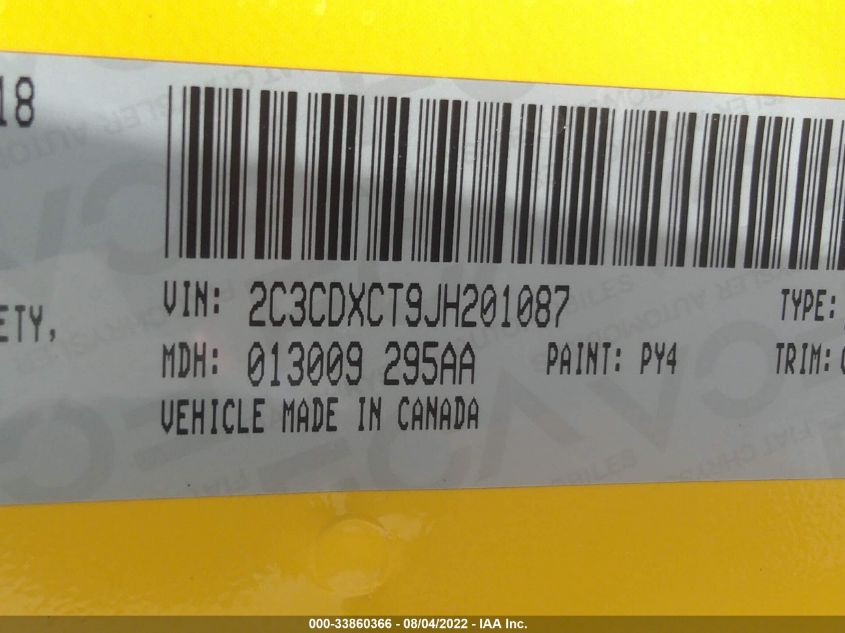 18
ETY,
VIN: 2C3CDXCT9JH201087 TYPE:
MDH: 013009 295AA PAINT: PY4 TRIM:
VEHICLE MADE IN CANADA
000-33860366 - 08/04/2022 - IAA Inc.